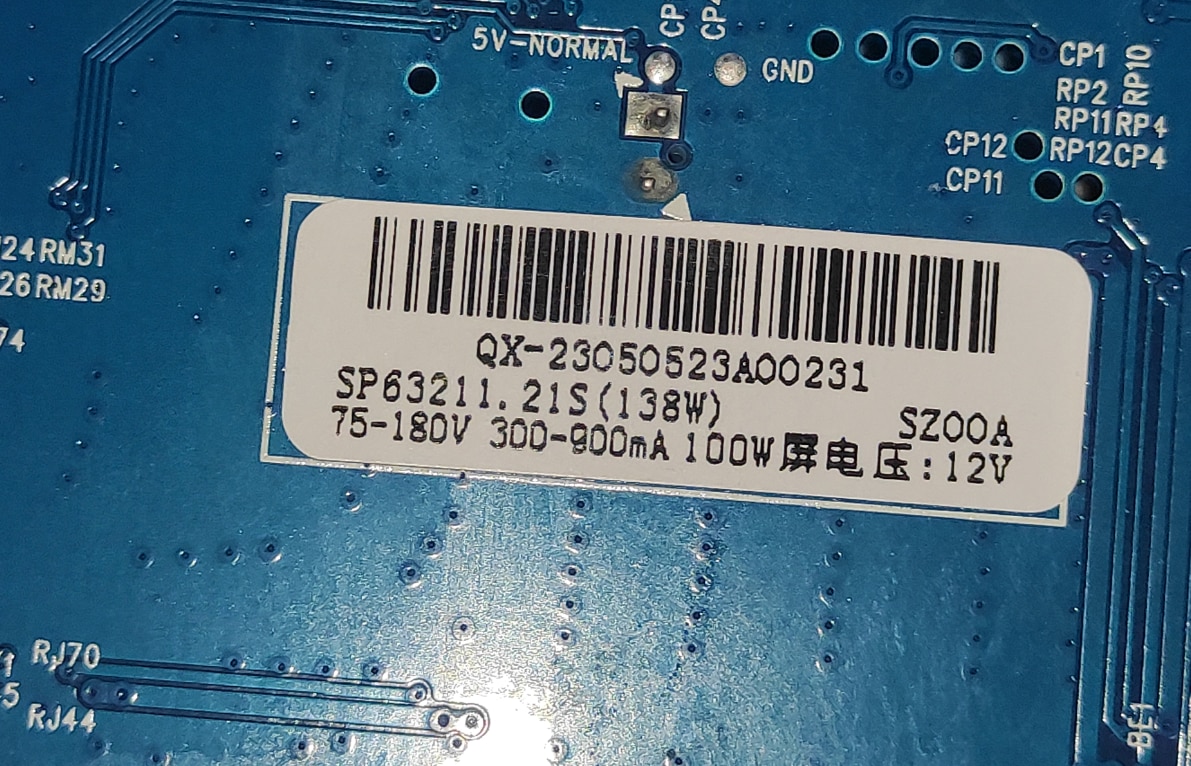 5V-NORMAL
GND
CP1
RP2
RP10
RP11 RP4
CP12
RP12 CP4
CP11
24 RM31
26 RM29
74
QX-23050523A00231
SP63211.21S(138W)
SZ00A
75-180V 300-900mA 100W屏电压:12V
RJ70
5
RJ44